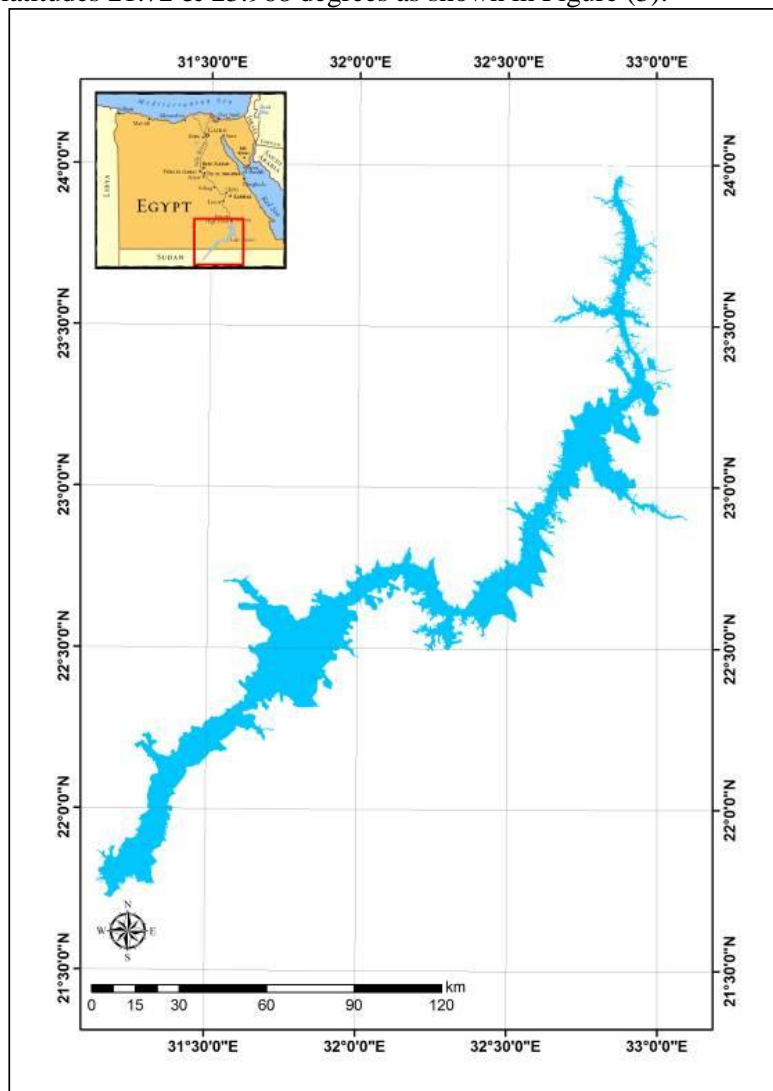 latitudes 21.72 & 23.968 degrees as shown in Figure (3).
31°30'0"E 32°0'0"E 32°30'0"E 33°0'0"E
Mediterranean Sea
CAIRO
LIBYA
EGYPT
Red Sea
SAUDI
ARABIA
SUDAN
24°0'0"N
24°0'0"N
23°30'0"N
23°30'0"N
23°0'0"N
23°0'0"N
22°30'0"N
22°30'0"N
22°0'0"N
22°0'0"N
21°30'0"N
21°30'0"N
N
W E
S
km
0 15 30 60 90 120
31°30'0"E 32°0'0"E 32°30'0"E 33°0'0"E